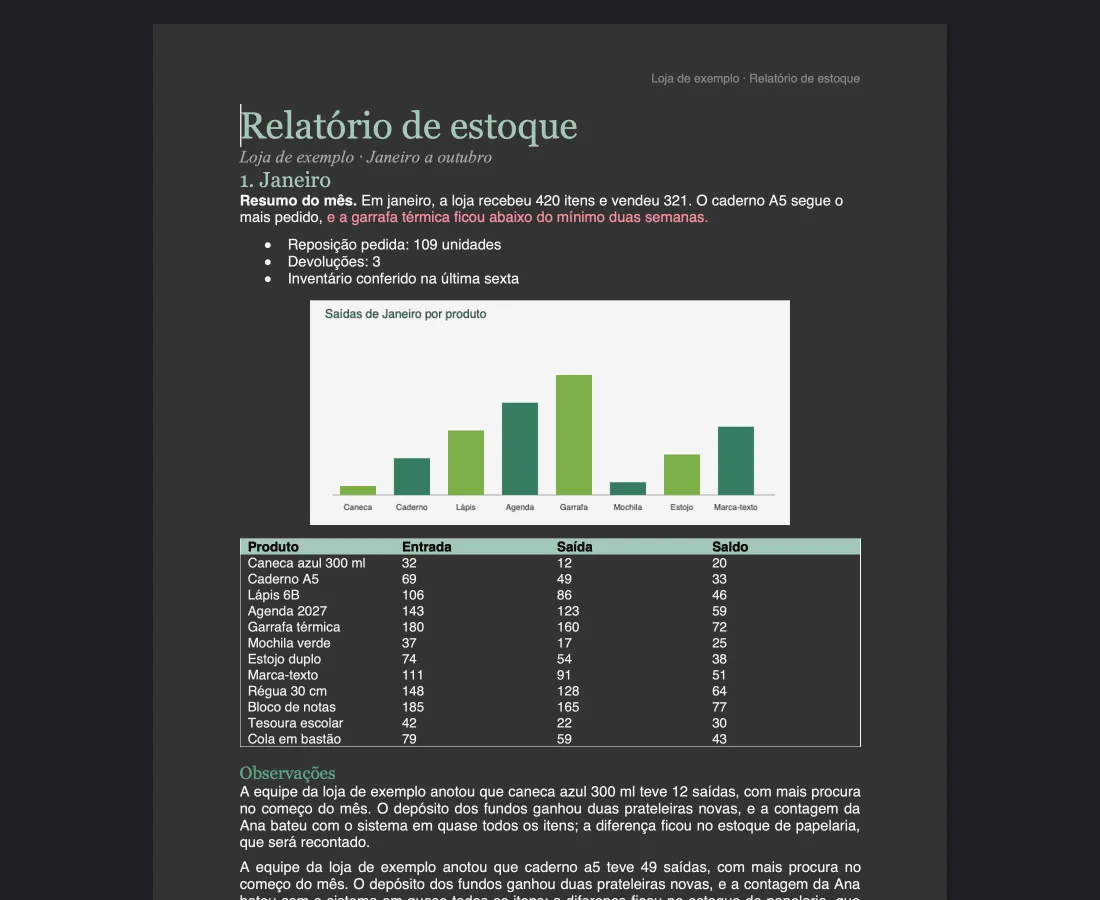 Loja de exemplo · Relatório de estoque
Relatório de estoque
Loja de exemplo · Janeiro a outubro
1. Janeiro
Resumo do mês. Em janeiro, a loja recebeu 420 itens e vendeu 321. O caderno A5 segue o
mais pedido, e a garrafa térmica ficou abaixo do mínimo duas semanas.
• Reposição pedida: 109 unidades
• Devoluções: 3
• Inventário conferido na última sexta
Saídas de Janeiro por produto
Caneca Caderno Lápis Agenda Garrafa Mochila Estojo Marca-texto
Produto Entrada Saída Saldo
Caneca azul 300 ml 32 12 20
Caderno A5 69 49 33
Lápis 6B 106 86 46
Agenda 2027 143 123 59
Garrafa térmica 180 160 72
Mochila verde 37 17 25
Estojo duplo 74 54 38
Marca-texto 111 91 51
Régua 30 cm 148 128 64
Bloco de notas 185 165 77
Tesoura escolar 42 22 30
Cola em bastão 79 59 43
Observações
A equipe da loja de exemplo anotou que caneca azul 300 ml teve 12 saídas, com mais procura
no começo do mês. O depósito dos fundos ganhou duas prateleiras novas, e a contagem da
Ana bateu com o sistema em quase todos os itens; a diferença ficou no estoque de papelaria,
que será recontado.
A equipe da loja de exemplo anotou que caderno a5 teve 49 saídas, com mais procura no
começo do mês. O depósito dos fundos ganhou duas prateleiras novas, e a contagem da Ana